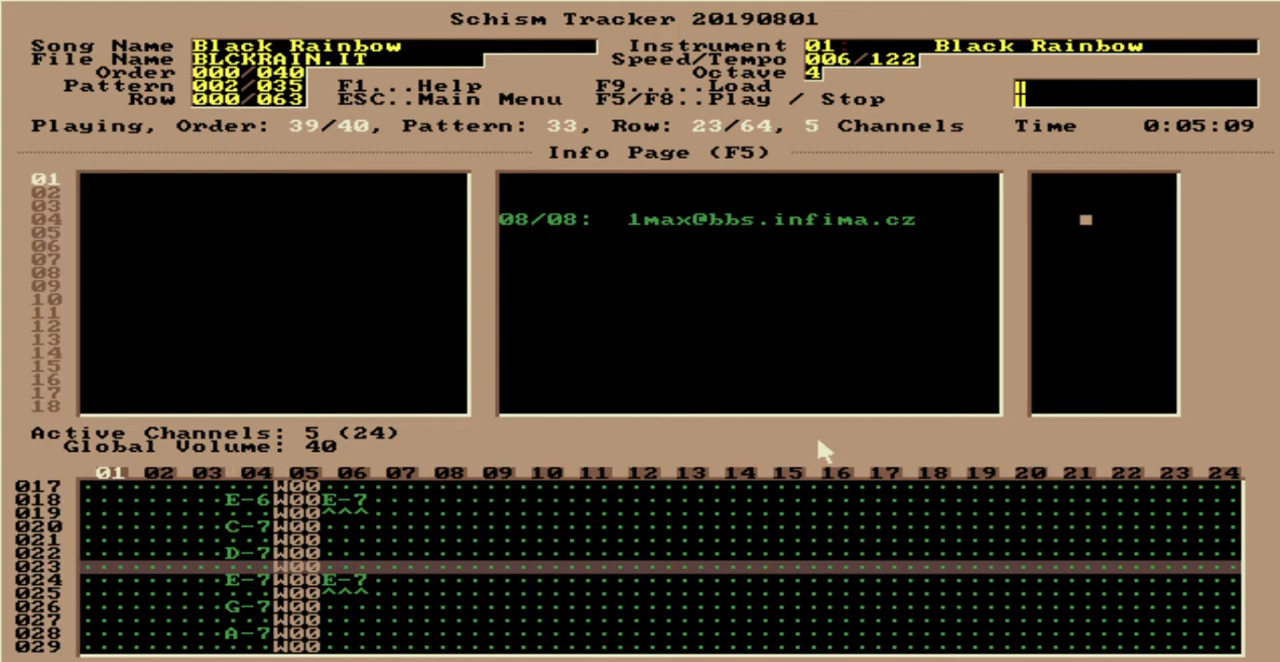 Schism Tracker 20190801
Song Name Black Rainbow Instrument 01: Black Rainbow
File Name BLCKRAIN.IT Speed/Tempo 006/122
Order 000/040 Octave 4
Pattern 002/035 F1...Help F9.....Load
Row 000/063 ESC..Main Menu F5/F8..Play / Stop
Playing, Order: 39/40, Pattern: 33, Row: 23/64, 5 Channels Time 0:05:09
Info Page (F5)
01
02
03
04 08/08: 1max@bbs.infima.cz
05
06
07
08
09
10
11
12
13
14
15
16
17
18
Active Channels: 5 (24)
Global Volume: 40
01 02 03 04 05 06 07 08 09 10 11 12 13 14 15 16 17 18 19 20 21 22 23 24
017 W00
018 E-6 W00 E-7
019 W00 ^^^
020 C-7 W00
021 W00
022 D-7 W00
023 W00
024 E-7 W00 E-7
025 W00 ^^^
026 G-7 W00
027 W00
028 A-7 W00
029 W00